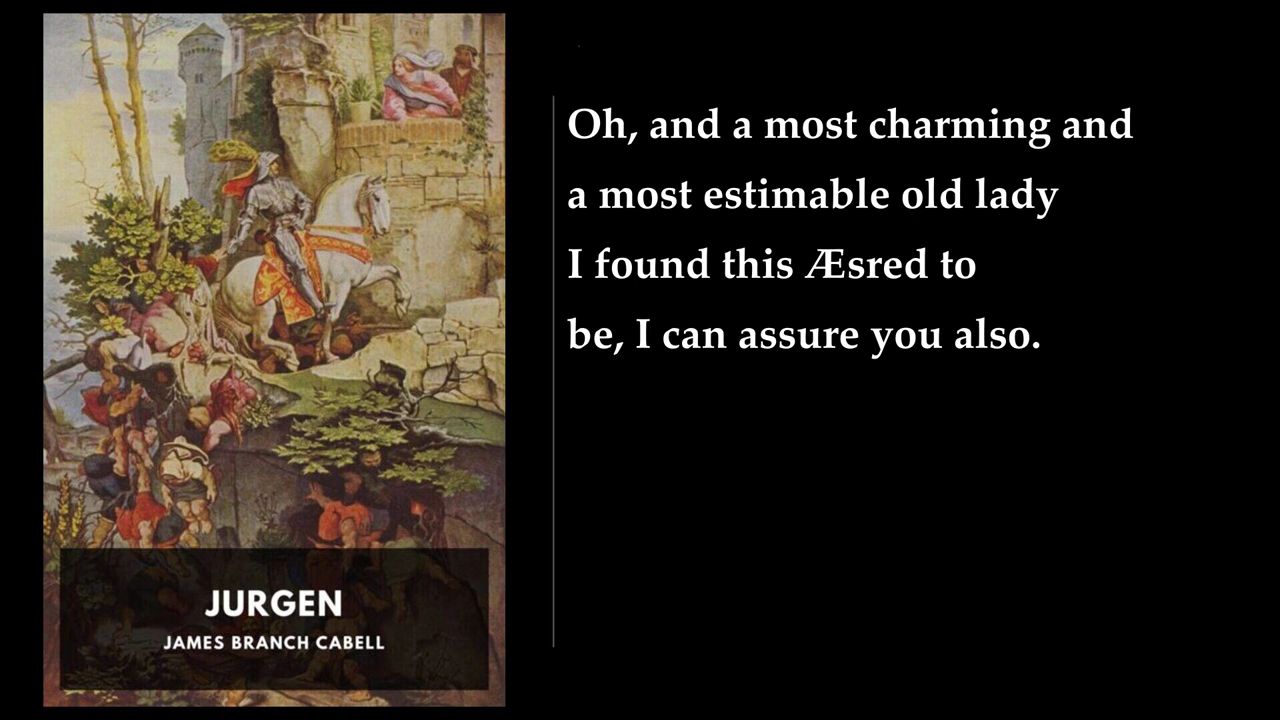 JURGEN
JAMES BRANCH CABELL
Oh, and a most charming and
a most estimable old lady
I found this Æsred to
be, I can assure you also.